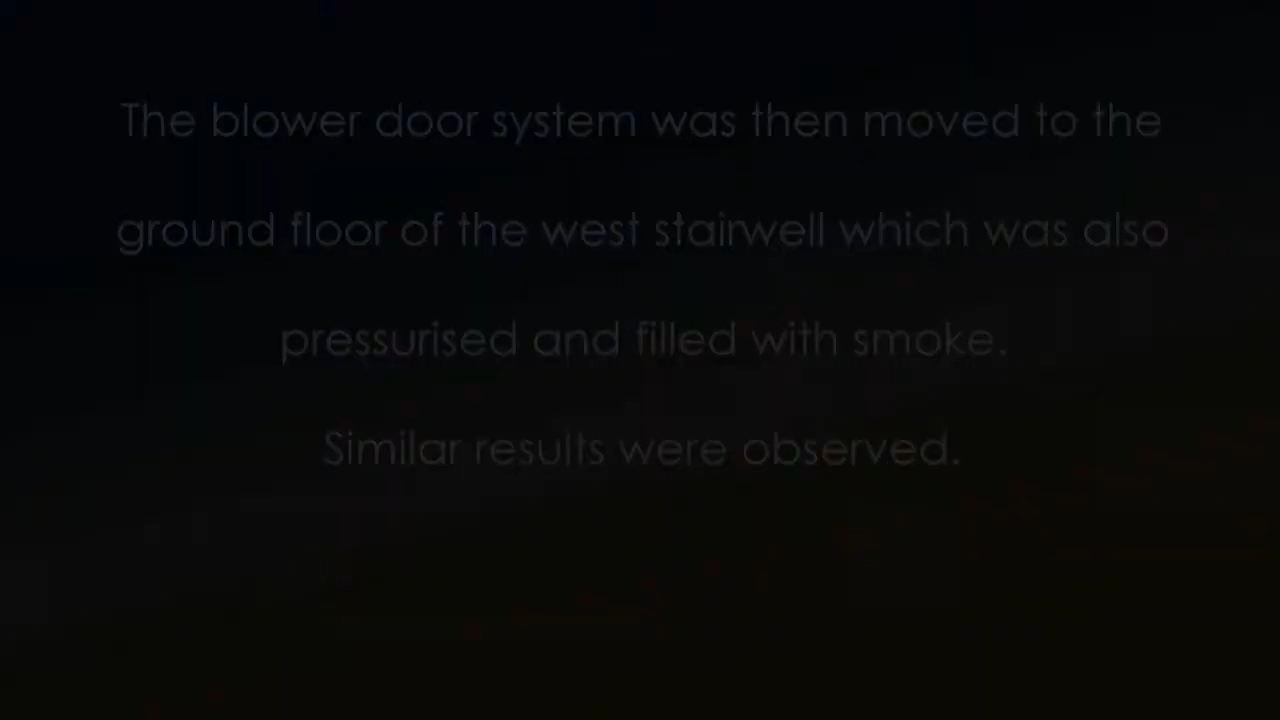 The blower door system was then moved to the
ground floor of the west stairwell which was also
pressurised and filled with smoke.
Similar results were observed.